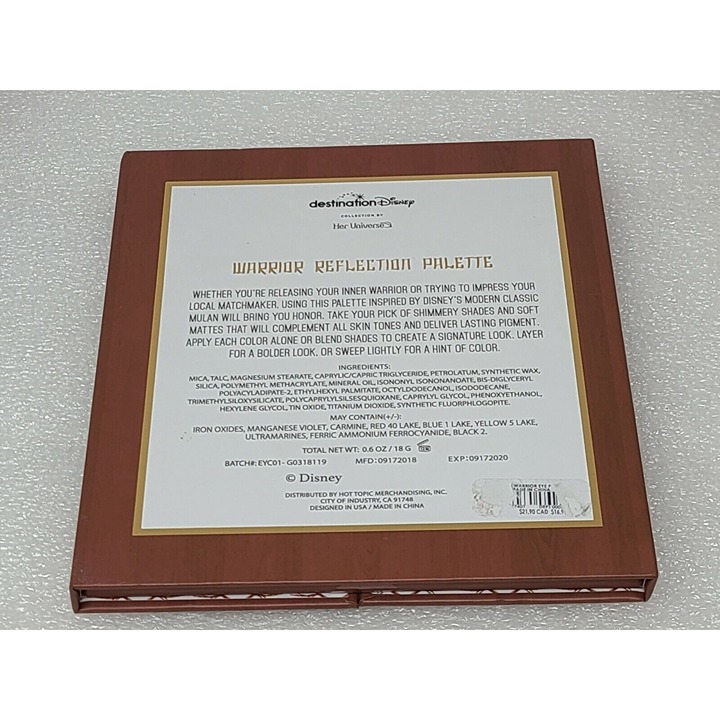 destination Disney
COLLECTION BY
Her Universe
WARRIOR REFLECTION PALETTE
WHETHER YOU'RE RELEASING YOUR INNER WARRIOR OR TRYING TO IMPRESS YOUR
LOCAL MATCHMAKER, USING THIS PALETTE INSPIRED BY DISNEY'S MODERN CLASSIC
MULAN WILL BRING YOU HONOR. TAKE YOUR PICK OF SHIMMERY SHADES AND SOFT
MATTES THAT WILL COMPLEMENT ALL SKIN TONES AND DELIVER LASTING PIGMENT.
APPLY EACH COLOR ALONE OR BLEND SHADES TO CREATE A SIGNATURE LOOK. LAYER
FOR A BOLDER LOOK, OR SWEEP LIGHTLY FOR A HINT OF COLOR.
INGREDIENTS:
MICA, TALC, MAGNESIUM STEARATE, CAPRYLIC/CAPRIC TRIGLYCERIDE, PETROLATUM, SYNTHETIC WAX,
SILICA, POLYMETHYL METHACRYLATE, MINERAL OIL, ISONONYL ISONONANOATE, BIS-DIGLYCERYL
POLYACYLADIPATE-2, ETHYLHEXYL PALMITATE, OCTYLDODECANOL, ISODODECANE,
TRIMETHYLSILOXYSILICATE, POLYCAPRYLYLSILSESQUIOXANE, CAPRYLYL GLYCOL, PHENOXYETHANOL,
HEXYLENE GLYCOL, TIN OXIDE, TITANIUM DIOXIDE, SYNTHETIC FLUORPHLOGOPITE.
MAY CONTAIN(+/-):
IRON OXIDES, MANGANESE VIOLET, CARMINE, RED 40 LAKE, BLUE 1 LAKE, YELLOW 5 LAKE,
ULTRAMARINES, FERRIC AMMONIUM FERROCYANIDE, BLACK 2.
TOTAL NET WT: 0.6 OZ / 18 G
BATCH#: EYC01- G0318119 MFD: 09172018 EXP: 09172020
© Disney
DISTRIBUTED BY HOT TOPIC MERCHANDISING, INC.
CITY OF INDUSTRY, CA 91748
DESIGNED IN USA / MADE IN CHINA
WARRIOR EYE P
MADE IN CHINA
$21.90 CAD $16.9